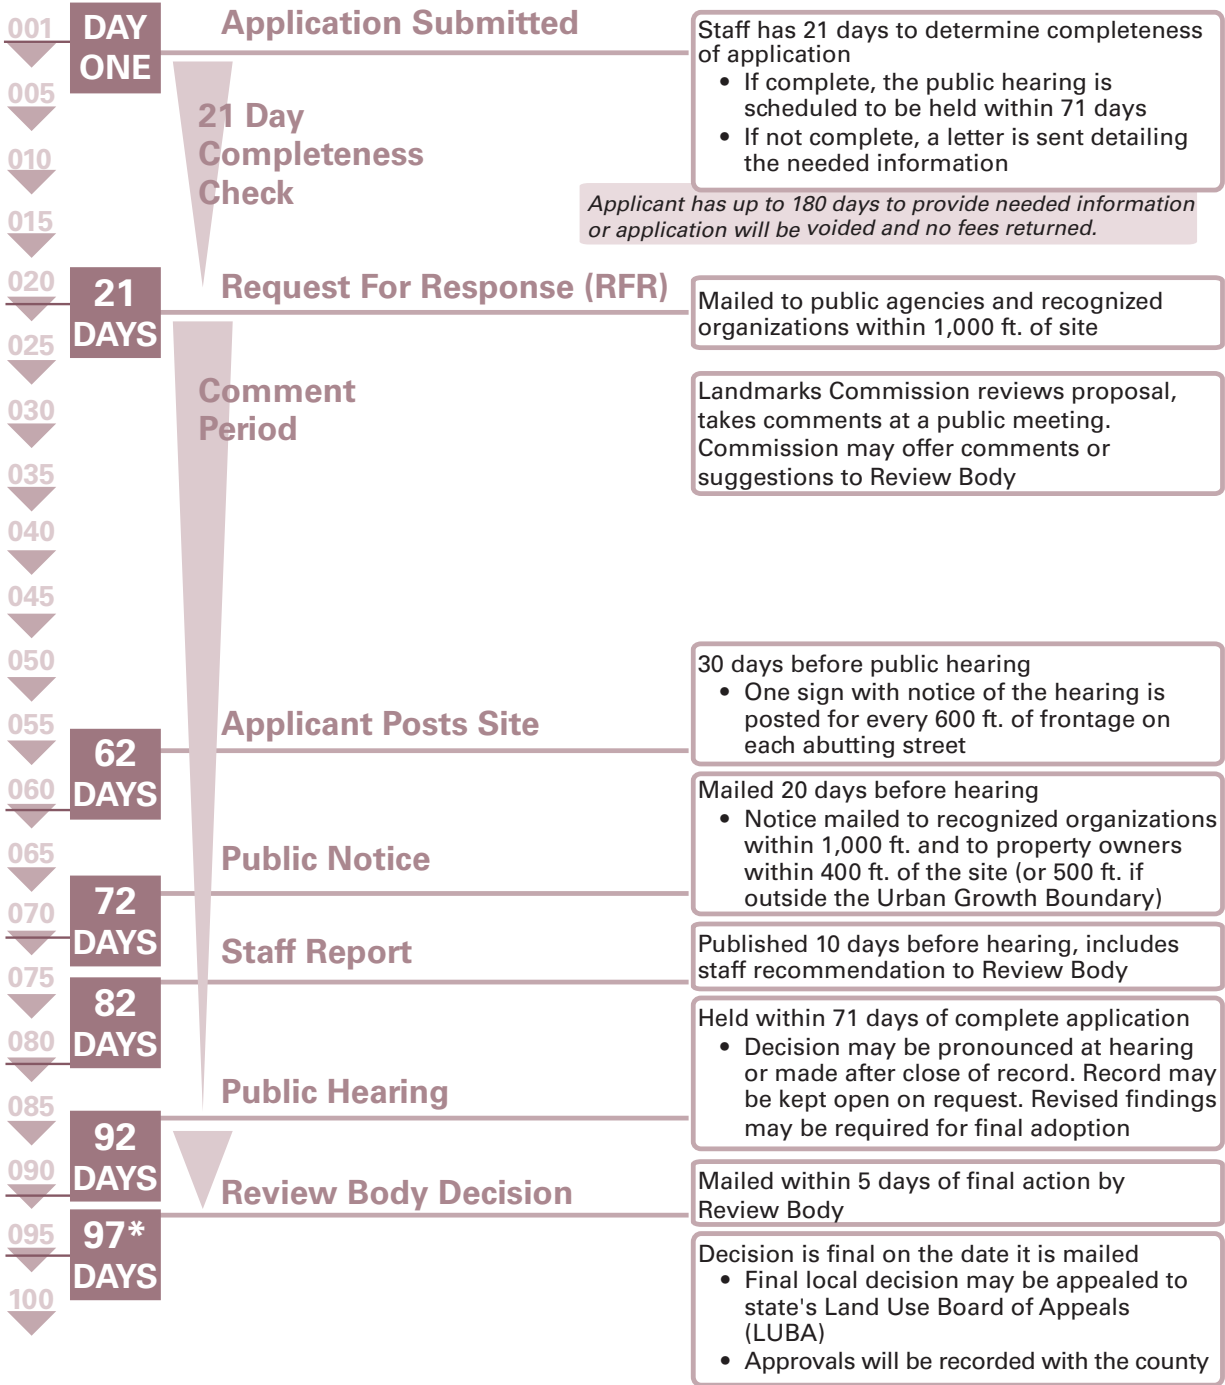 001
DAY
ONE
Application Submitted
Staff has 21 days to determine completeness
of application
• If complete, the public hearing is
scheduled to be held within 71 days
• If not complete, a letter is sent detailing
the needed information
005
21 Day
Completeness
Check
010
Applicant has up to 180 days to provide needed information
or application will be voided and no fees returned.
015
020
21
DAYS
Request For Response (RFR)
Mailed to public agencies and recognized
organizations within 1,000 ft. of site
025
Comment
Period
Landmarks Commission reviews proposal,
takes comments at a public meeting.
Commission may offer comments or
suggestions to Review Body
030
035
040
045
050
30 days before public hearing
• One sign with notice of the hearing is
posted for every 600 ft. of frontage on
each abutting street
055
62
DAYS
Applicant Posts Site
060
Mailed 20 days before hearing
• Notice mailed to recognized organizations
within 1,000 ft. and to property owners
within 400 ft. of the site (or 500 ft. if
outside the Urban Growth Boundary)
065
Public Notice
72
DAYS
070
Staff Report
Published 10 days before hearing, includes
staff recommendation to Review Body
075
82
DAYS
080
Held within 71 days of complete application
• Decision may be pronounced at hearing
or made after close of record. Record may
be kept open on request. Revised findings
may be required for final adoption
Public Hearing
085
92
DAYS
090
Review Body Decision
Mailed within 5 days of final action by
Review Body
095
97*
DAYS
Decision is final on the date it is mailed
• Final local decision may be appealed to
state's Land Use Board of Appeals
(LUBA)
• Approvals will be recorded with the county
100